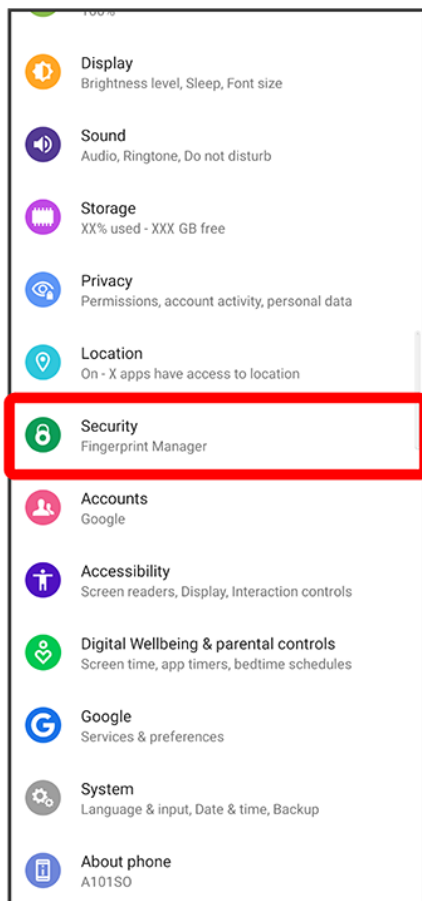 100%
Display
Brightness level, Sleep, Font size
Sound
Audio, Ringtone, Do not disturb
Storage
XX% used - XXX GB free
Privacy
Permissions, account activity, personal data
Location
On - X apps have access to location
Security
Fingerprint Manager
Accounts
Google
Accessibility
Screen readers, Display, Interaction controls
Digital Wellbeing & parental controls
Screen time, app timers, bedtime schedules
Google
Services & preferences
System
Language & input, Date & time, Backup
About phone
A101SO